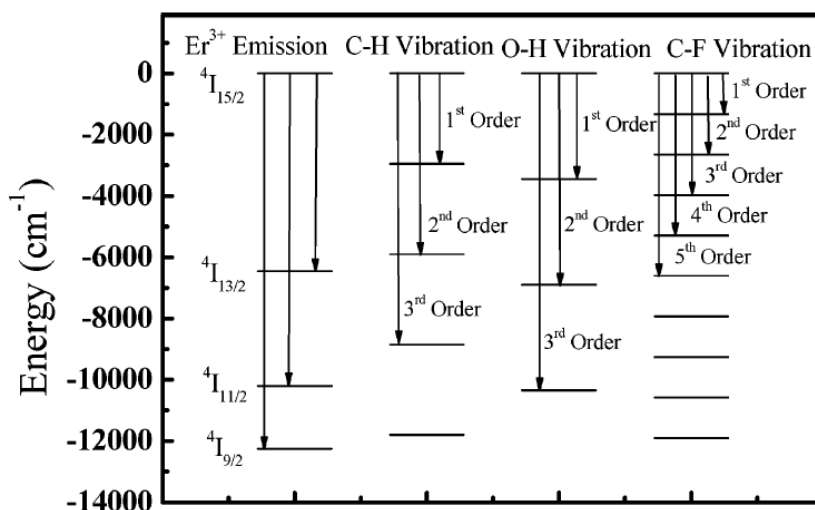 Er³⁺ Emission C-H Vibration O-H Vibration C-F Vibration
0
-2000
-4000
-6000
-8000
-10000
-12000
-14000
Energy (cm⁻¹)
⁴I₁₅/₂
⁴I₁₃/₂
⁴I₁₁/₂
⁴I₉/₂
1ˢᵗ Order
2ⁿᵈ Order
3ʳᵈ Order
1ˢᵗ Order
2ⁿᵈ Order
3ʳᵈ Order
1ˢᵗ Order
2ⁿᵈ Order
3ʳᵈ Order
4ᵗʰ Order
5ᵗʰ Order